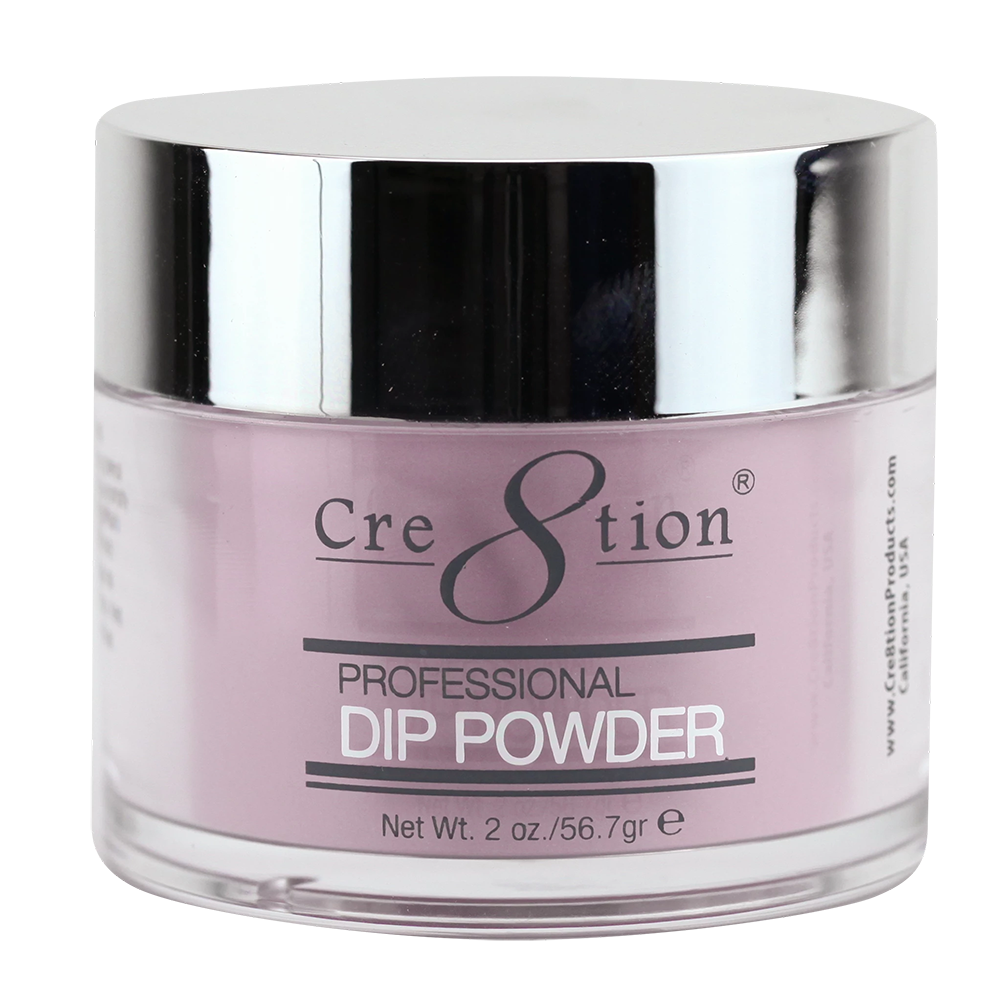 Cre8tion®
PROFESSIONAL
DIP POWDER
Net Wt. 2 oz./56.7gr e
www.Cre8tionProducts.com
California, USA